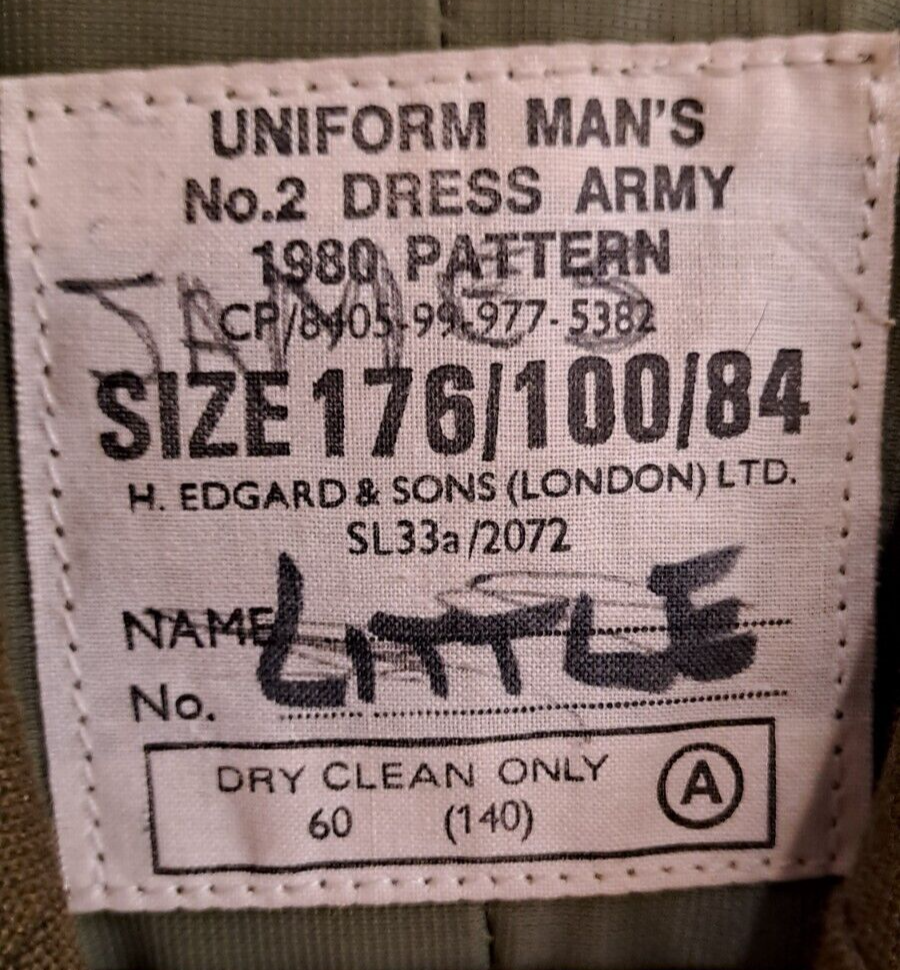 UNIFORM MAN'S
No.2 DRESS ARMY
1980 PATTERN
JAMES
CP/8405-99-977-5382
SIZE 176/100/84
H. EDGARD & SONS (LONDON) LTD.
SL33a/2072
NAME LITTLE
No.
DRY CLEAN ONLY
60 (140) A